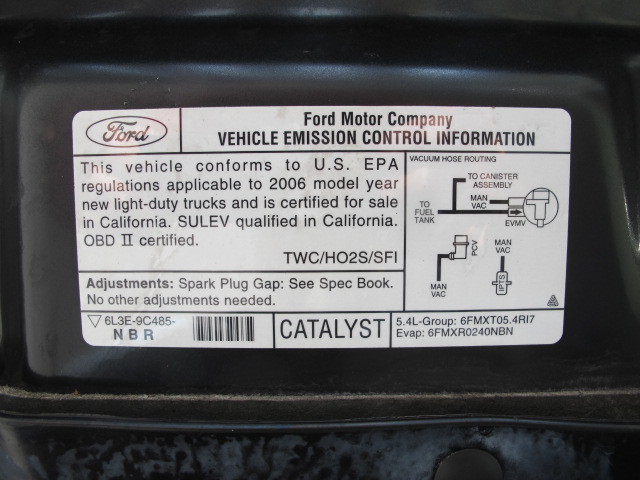 Ford
Ford Motor Company
VEHICLE EMISSION CONTROL INFORMATION
This vehicle conforms to U.S. EPA
regulations applicable to 2006 model year
new light-duty trucks and is certified for sale
in California. SULEV qualified in California.
OBD II certified.
TWC/HO2S/SFI
Adjustments: Spark Plug Gap: See Spec Book.
No other adjustments needed.
VACUUM HOSE ROUTING
TO CANISTER
ASSEMBLY
MAN
VAC
TO
FUEL
TANK
EVMV
PCV
MAN
VAC
MAN
VAC
IPTS
6L3E-9C485-
NBR
CATALYST
5.4L-Group: 6FMXT05.4RI7
Evap: 6FMXR0240NBN